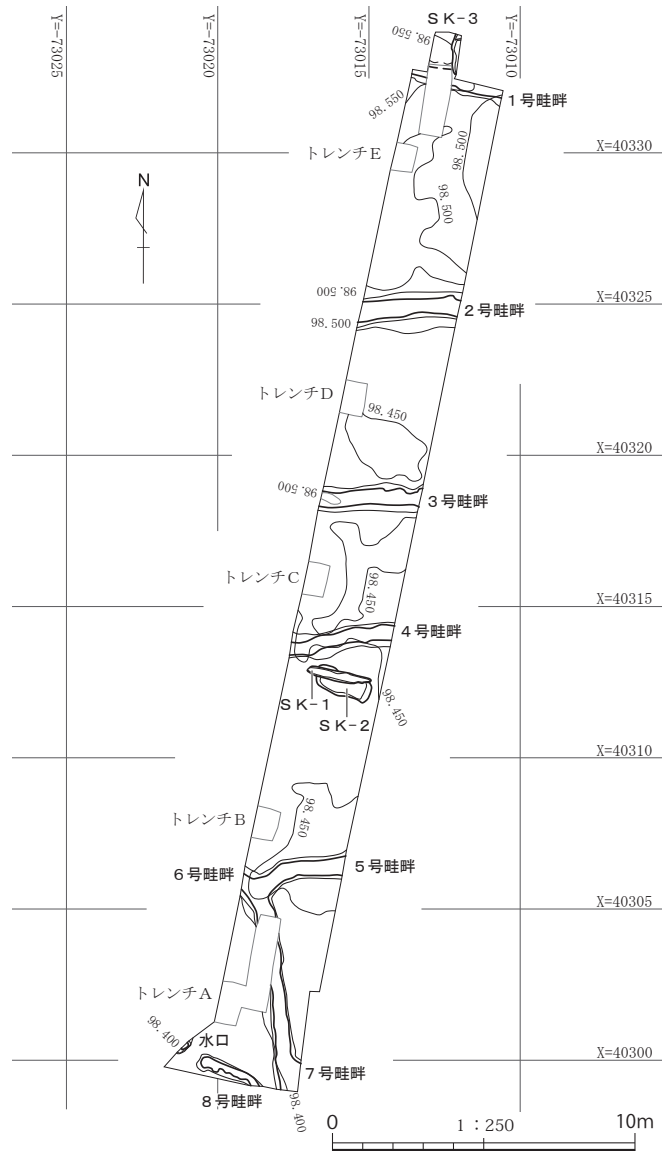 Y=-73025
Y=-73020
Y=-73015
Y=-73010
SK-3
98.550
98.550
1号畦畔
X=40330
トレンチE
98.500
98.500
N
98.500
X=40325
2号畦畔
98.500
トレンチD
98.450
X=40320
98.500
3号畦畔
トレンチC
98.450
X=40315
4号畦畔
SK-1
SK-2
98.450
X=40310
98.450
トレンチB
6号畦畔
5号畦畔
X=40305
トレンチA
98.400
水口
X=40300
7号畦畔
8号畦畔
98.400
0
1:250
10m